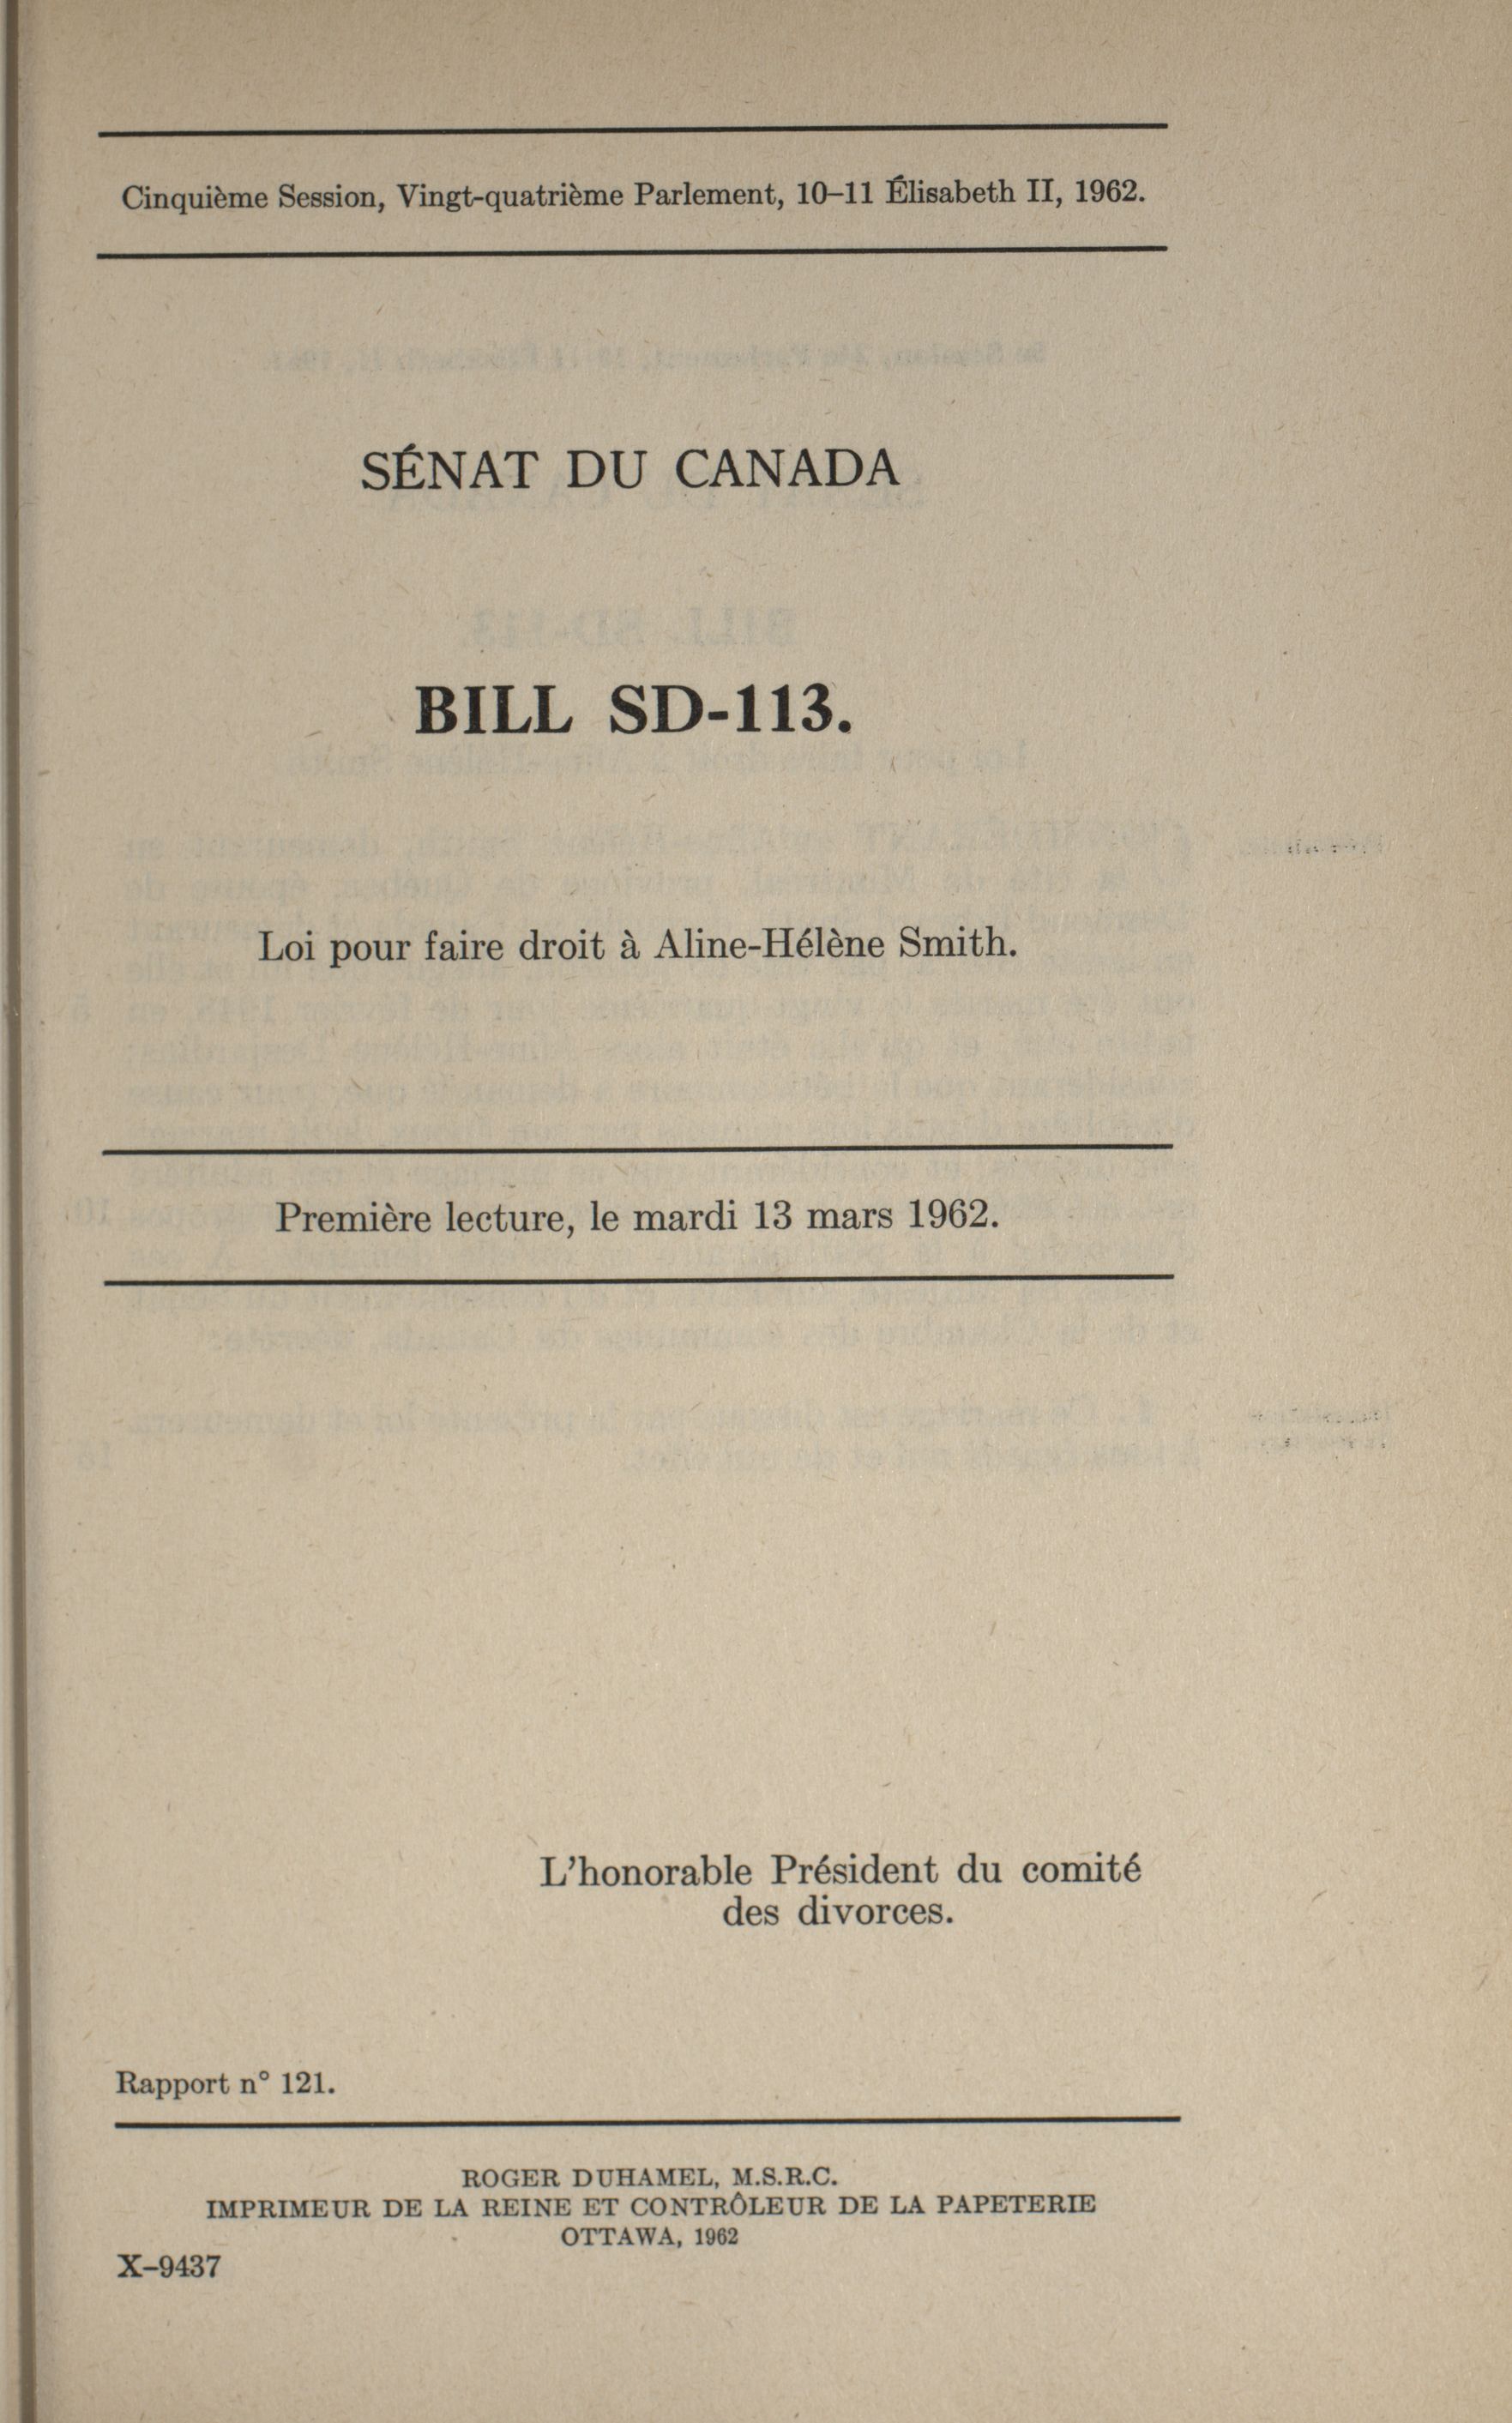 Cinquième Session, Vingt-quatrième Parlement, 10–11 Élisabeth II, 1962.
SÉNAT DU CANADA
BILL SD-113.
Loi pour faire droit à Aline-Hélène Smith.
Première lecture, le mardi 13 mars 1962.
L'honorable Président du comité
des divorces.
Rapport n° 121.
ROGER DUHAMEL, M.S.R.C.
IMPRIMEUR DE LA REINE ET CONTRÔLEUR DE LA PAPETERIE
OTTAWA, 1962
X–9437